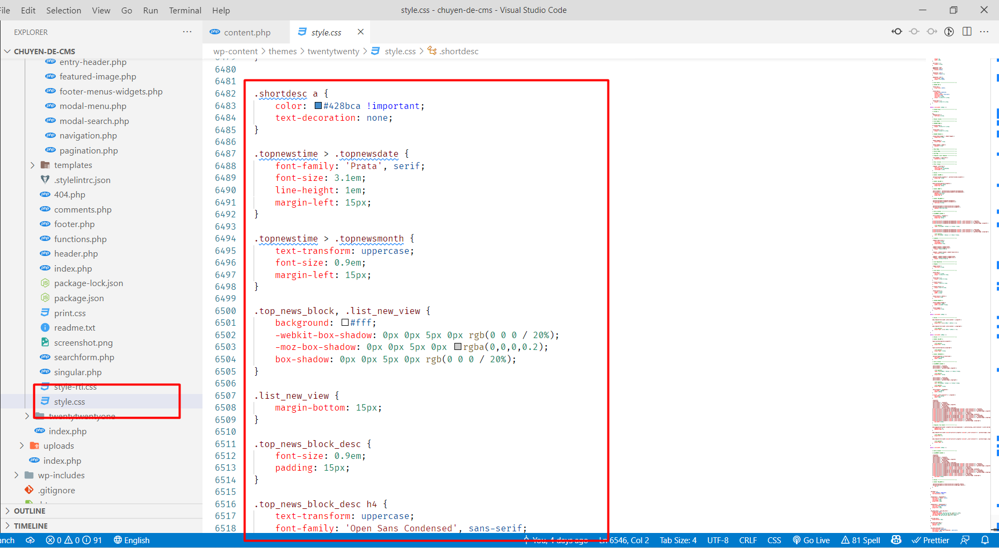 File Edit Selection View Go Run Terminal Help
style.css - chuyen-de-cms - Visual Studio Code
EXPLORER
content.php
style.css
CHUYEN-DE-CMS
wp-content > themes > twentytwenty > style.css > .shortdesc
entry-header.php
featured-image.php
footer-menus-widgets.php
modal-menu.php
modal-search.php
navigation.php
pagination.php
templates
.stylelintrc.json
404.php
comments.php
footer.php
functions.php
header.php
index.php
package-lock.json
package.json
print.css
readme.txt
screenshot.png
searchform.php
singular.php
style-rtl.css
style.css
twentytwentyone
index.php
uploads
index.php
wp-includes
.gitignore
OUTLINE
TIMELINE
6480
6481
6482 .shortdesc a {
6483 color: #428bca !important;
6484 text-decoration: none;
6485 }
6486
6487 .topnewstime > .topnewsdate {
6488 font-family: 'Prata', serif;
6489 font-size: 3.1em;
6490 line-height: 1em;
6491 margin-left: 15px;
6492 }
6493
6494 .topnewstime > .topnewsmonth {
6495 text-transform: uppercase;
6496 font-size: 0.9em;
6497 margin-left: 15px;
6498 }
6499
6500 .top_news_block, .list_new_view {
6501 background: #fff;
6502 -webkit-box-shadow: 0px 0px 5px 0px rgb(0 0 0 / 20%);
6503 -moz-box-shadow: 0px 0px 5px 0px rgba(0,0,0,0.2);
6504 box-shadow: 0px 0px 5px 0px rgb(0 0 0 / 20%);
6505 }
6506
6507 .list_new_view {
6508 margin-bottom: 15px;
6509 }
6510
6511 .top_news_block_desc {
6512 font-size: 0.9em;
6513 padding: 15px;
6514 }
6515
6516 .top_news_block_desc h4 {
6517 text-transform: uppercase;
6518 font-family: 'Open Sans Condensed', sans-serif;
anch 0 0 91 English You, 4 days ago Ln 6546, Col 2 Tab Size: 4 UTF-8 CRLF CSS Go Live 81 Spell Prettier